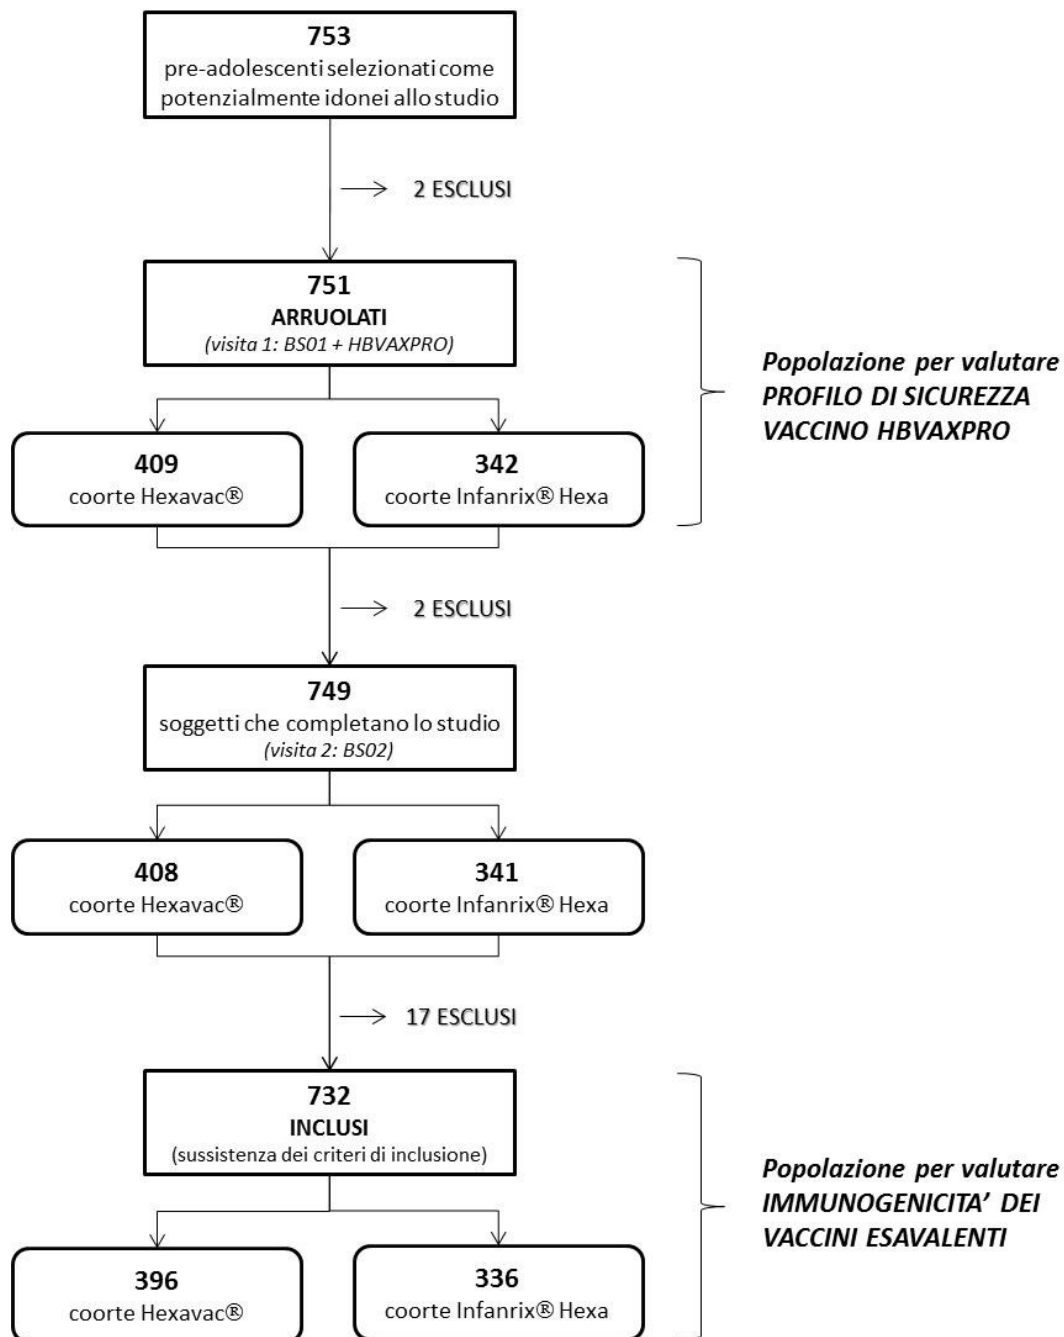 753
pre-adolescenti selezionati come
potenzialmente idonei allo studio
2 ESCLUSI
751
ARRUOLATI
(visita 1: BS01 + HBVAXPRO)
409
coorte Hexavac®
342
coorte Infanrix® Hexa
Popolazione per valutare
PROFILO DI SICUREZZA
VACCINO HBVAXPRO
2 ESCLUSI
749
soggetti che completano lo studio
(visita 2: BS02)
408
coorte Hexavac®
341
coorte Infanrix® Hexa
17 ESCLUSI
732
INCLUSI
(sussistenza dei criteri di inclusione)
396
coorte Hexavac®
336
coorte Infanrix® Hexa
Popolazione per valutare
IMMUNOGENICITA’ DEI
VACCINI ESAVALENTI